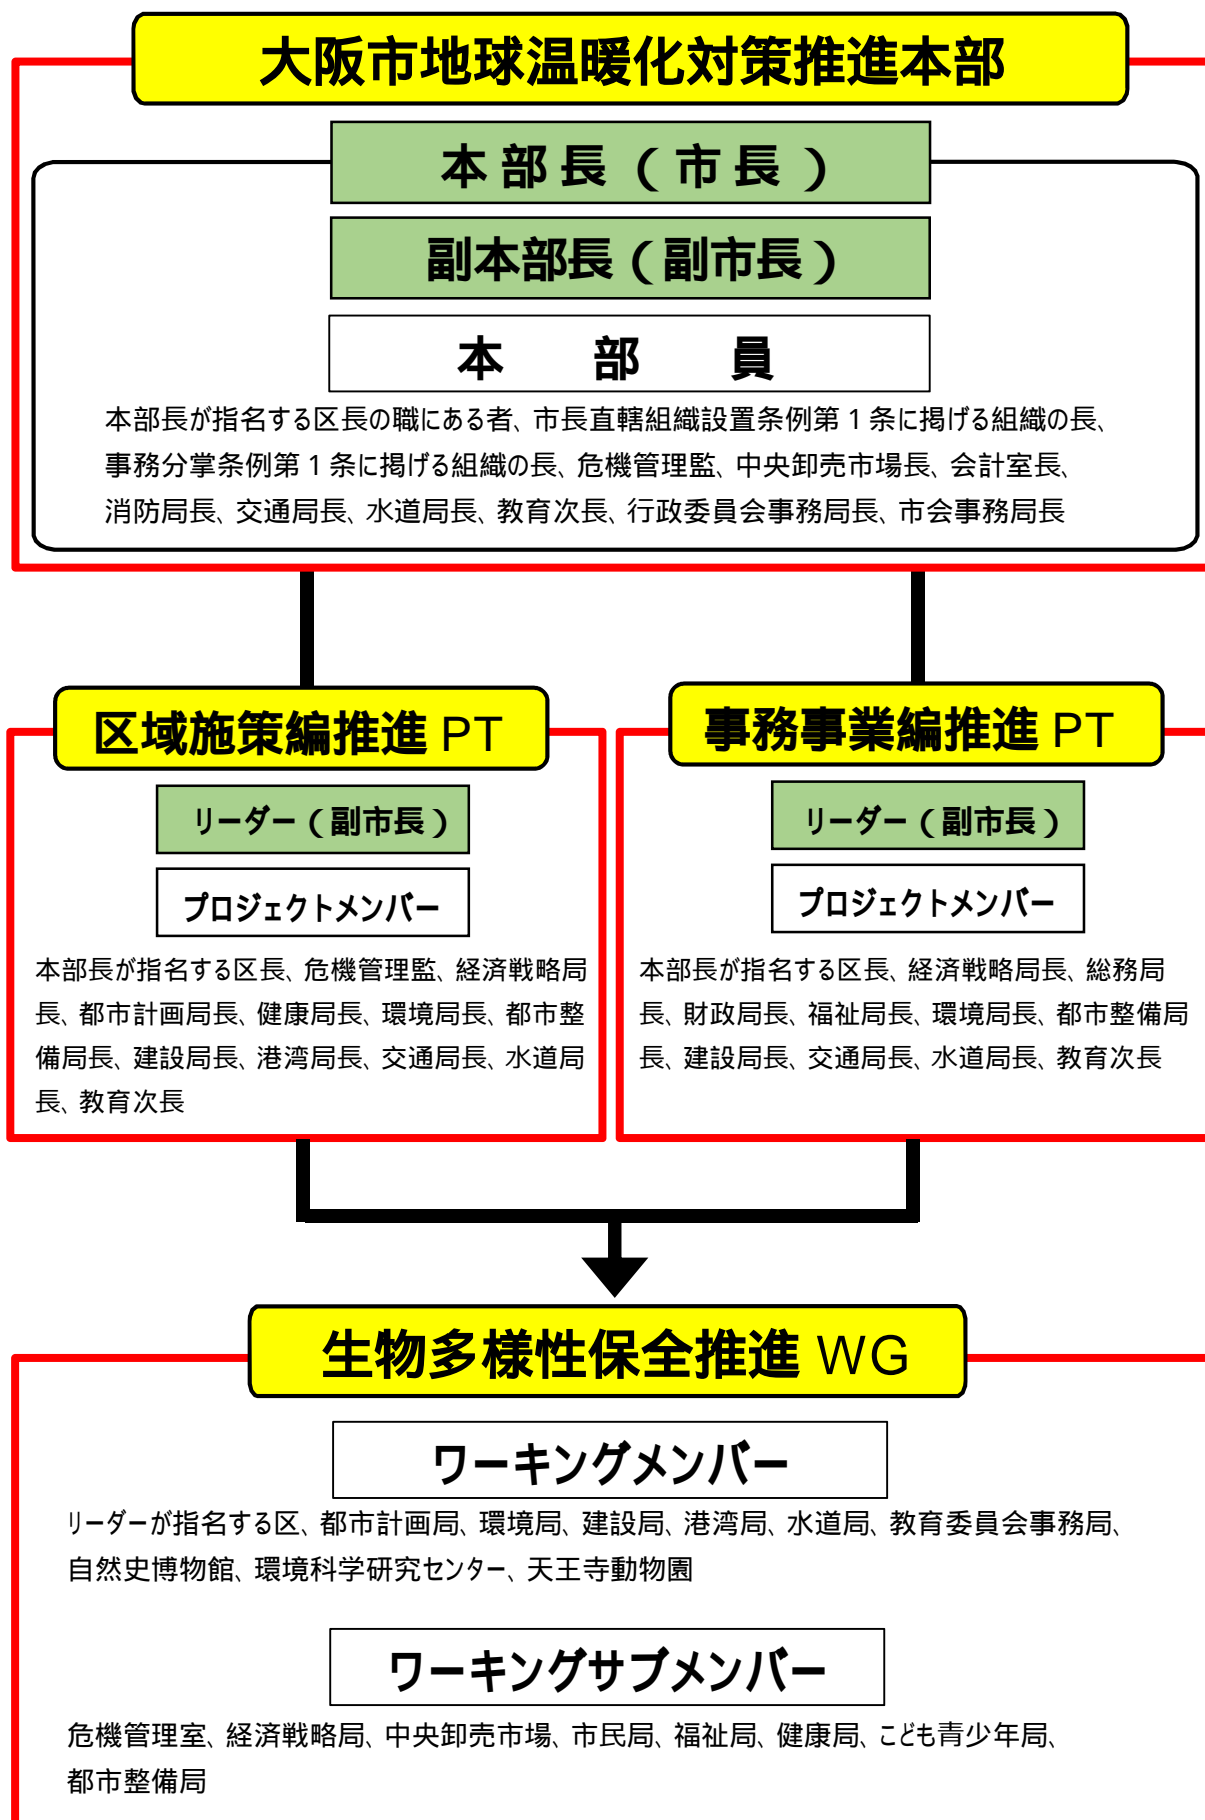 大阪市地球温暖化対策推進本部
本部長（市長）
副本部長（副市長）
本　部　員
本部長が指名する区長の職にある者、市長直轄組織設置条例第１条に掲げる組織の長、
事務分掌条例第１条に掲げる組織の長、危機管理監、中央卸売市場長、会計室長、
消防局長、交通局長、水道局長、教育次長、行政委員会事務局長、市会事務局長
区域施策編推進 PT
リーダー（副市長）
プロジェクトメンバー
本部長が指名する区長、危機管理監、経済戦略局
長、都市計画局長、健康局長、環境局長、都市整
備局長、建設局長、港湾局長、交通局長、水道局
長、教育次長
事務事業編推進 PT
リーダー（副市長）
プロジェクトメンバー
本部長が指名する区長、経済戦略局長、総務局
長、財政局長、福祉局長、環境局長、都市整備局
長、建設局長、交通局長、水道局長、教育次長
生物多様性保全推進 WG
ワーキングメンバー
リーダーが指名する区、都市計画局、環境局、建設局、港湾局、水道局、教育委員会事務局、
自然史博物館、環境科学研究センター、天王寺動物園
ワーキングサブメンバー
危機管理室、経済戦略局、中央卸売市場、市民局、福祉局、健康局、こども青少年局、
都市整備局